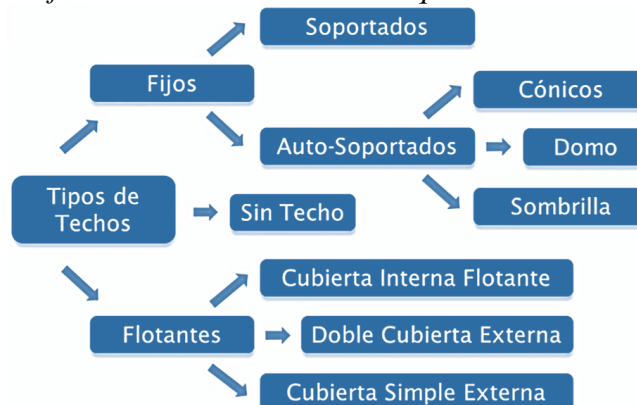 Soportados
Fijos
Cónicos
Auto-Soportados
Domo
Tipos de
Techos
Sin Techo
Sombrilla
Cubierta Interna Flotante
Flotantes
Doble Cubierta Externa
Cubierta Simple Externa